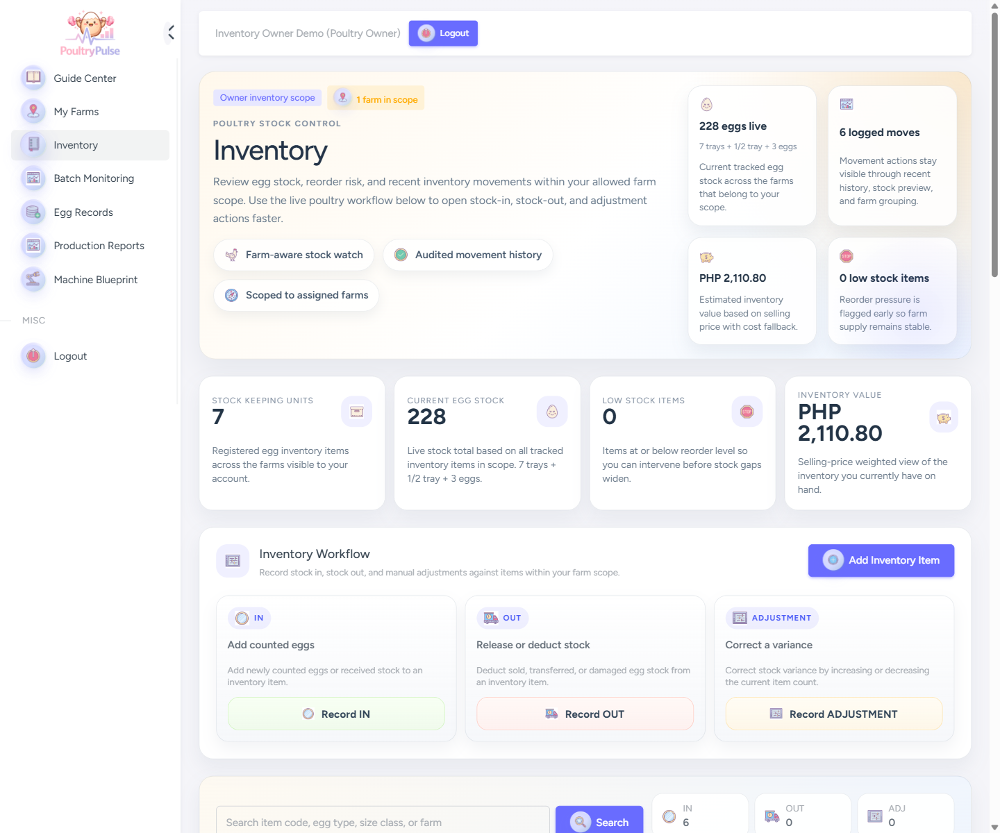 PoultryPulse
Guide Center
My Farms
Inventory
Batch Monitoring
Egg Records
Production Reports
Machine Blueprint
MISC
Logout
Inventory Owner Demo (Poultry Owner)
Logout
Owner inventory scope
1 farm in scope
POULTRY STOCK CONTROL
Inventory
Review egg stock, reorder risk, and recent inventory movements within your allowed farm
scope. Use the live poultry workflow below to open stock-in, stock-out, and adjustment
actions faster.
Farm-aware stock watch
Audited movement history
Scoped to assigned farms
228 eggs live
7 trays + 1/2 tray + 3 eggs
Current tracked egg
stock across the farms
that belong to your
scope.
6 logged moves
Movement actions stay
visible through recent
history, stock preview,
and farm grouping.
PHP 2,110.80
Estimated inventory
value based on selling
price with cost fallback.
STOP
0 low stock items
Reorder pressure is
flagged early so farm
supply remains stable.
STOCK KEEPING UNITS
7
Registered egg inventory items
across the farms visible to your
account.
CURRENT EGG STOCK
228
Live stock total based on all tracked
inventory items in scope. 7 trays +
1/2 tray + 3 eggs.
LOW STOCK ITEMS
0
STOP
Items at or below reorder level so
you can intervene before stock gaps
widen.
INVENTORY VALUE
PHP
2,110.80
Selling-price weighted view of the
inventory you currently have on
hand.
Inventory Workflow
Record stock in, stock out, and manual adjustments against items within your farm scope.
Add Inventory Item
IN
Add counted eggs
Add newly counted eggs or received stock to an
inventory item.
Record IN
OUT
Release or deduct stock
Deduct sold, transferred, or damaged egg stock from
an inventory item.
Record OUT
ADJUSTMENT
Correct a variance
Correct stock variance by increasing or decreasing
the current item count.
Record ADJUSTMENT
Search item code, egg type, size class, or farm
Search
IN
6
OUT
0
ADJ
0